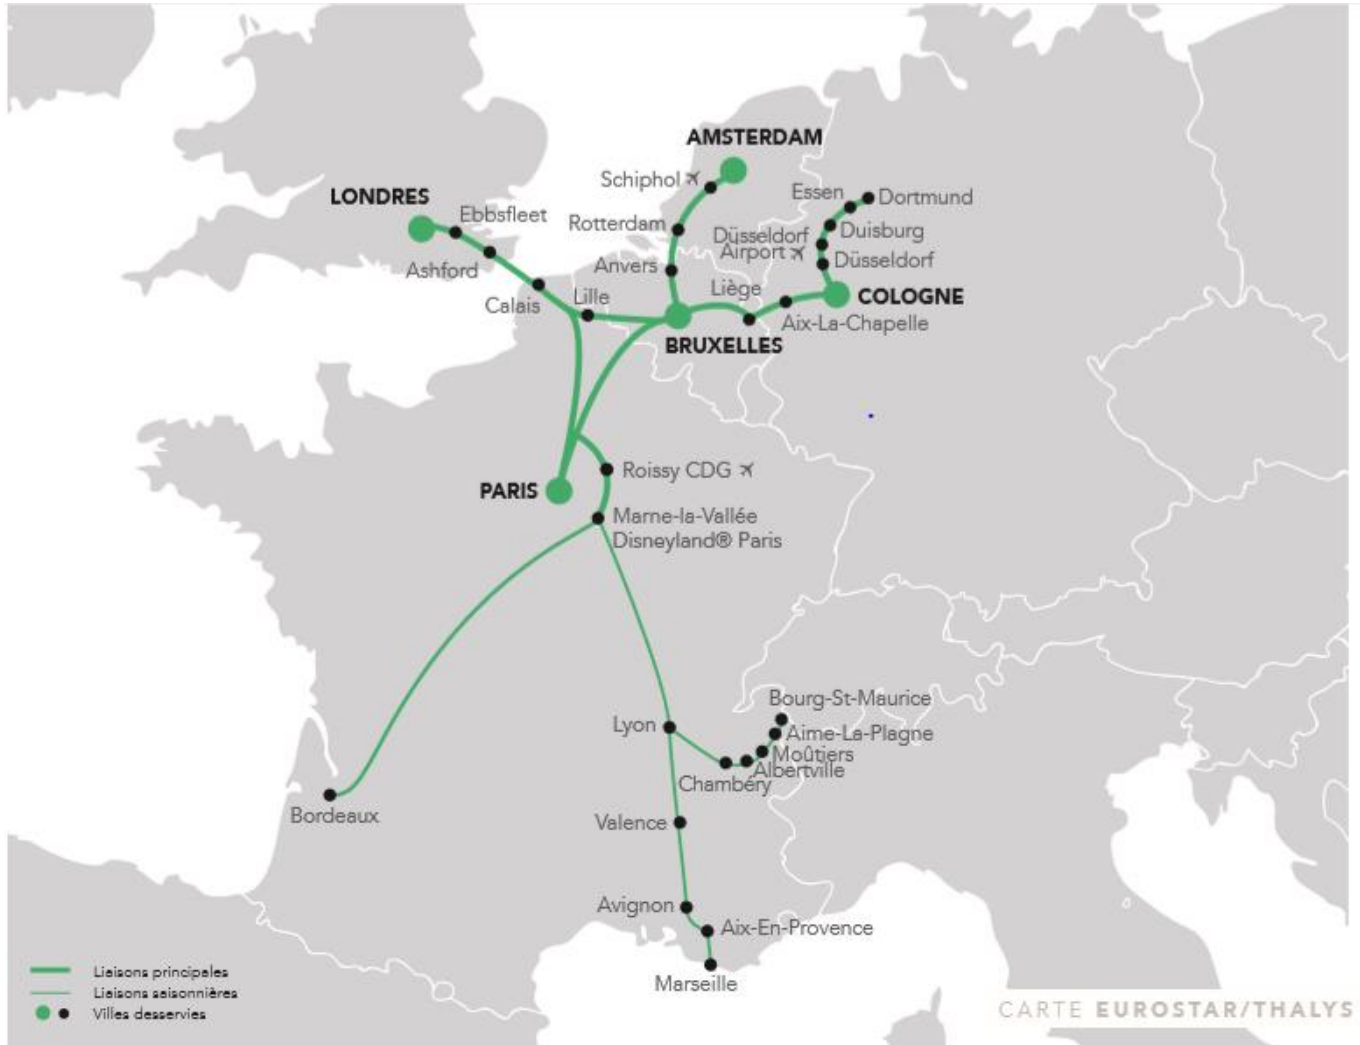 AMSTERDAM
Schiphol
Essen
Dortmund
LONDRES
Ebbsfleet
Rotterdam
Düsseldorf
Airport
Duisburg
Ashford
Anvers
Düsseldorf
Calais
Lille
Liège
COLOGNE
Aix-La-Chapelle
BRUXELLES
Roissy CDG
PARIS
Marne-la-Vallée
Disneyland® Paris
Bourg-St-Maurice
Lyon
Aime-La-Plagne
Moûtiers
Albertville
Chambéry
Bordeaux
Valence
Avignon
Aix-En-Provence
Marseille
Liaisons principales
Liaisons saisonnières
Villes desservies
CARTE EUROSTAR/THALYS